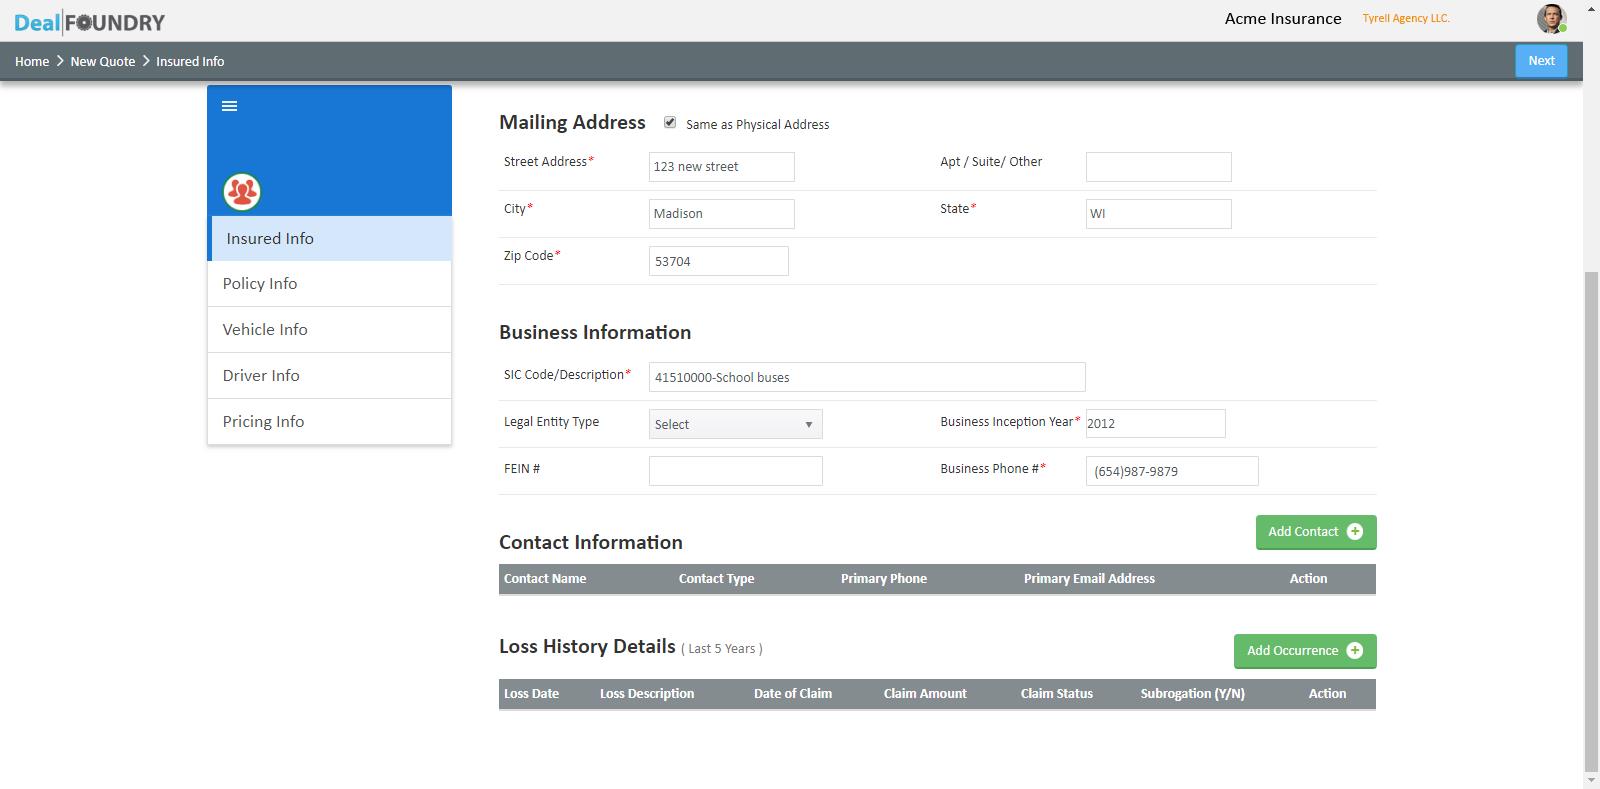 Deal FOUNDRY
Acme Insurance Tyrell Agency LLC.
Home > New Quote > Insured Info Next
Insured Info
Policy Info
Vehicle Info
Driver Info
Pricing Info
Mailing Address Same as Physical Address
Street Address* 123 new street Apt / Suite/ Other
City* Madison State* WI
Zip Code* 53704
Business Information
SIC Code/Description* 41510000-School buses
Legal Entity Type Select Business Inception Year* 2012
FEIN # Business Phone #* (654)987-9879
Contact Information Add Contact
Contact Name Contact Type Primary Phone Primary Email Address Action
Loss History Details ( Last 5 Years ) Add Occurrence
Loss Date Loss Description Date of Claim Claim Amount Claim Status Subrogation (Y/N) Action